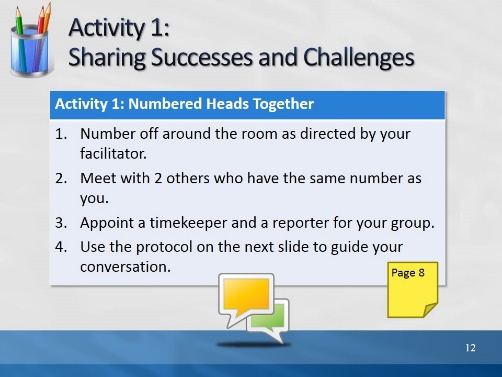 Activity 1:
Sharing Successes and Challenges
Activity 1: Numbered Heads Together
1. Number off around the room as directed by your
facilitator.
2. Meet with 2 others who have the same number as
you.
3. Appoint a timekeeper and a reporter for your group.
4. Use the protocol on the next slide to guide your
conversation.
Page 8
12